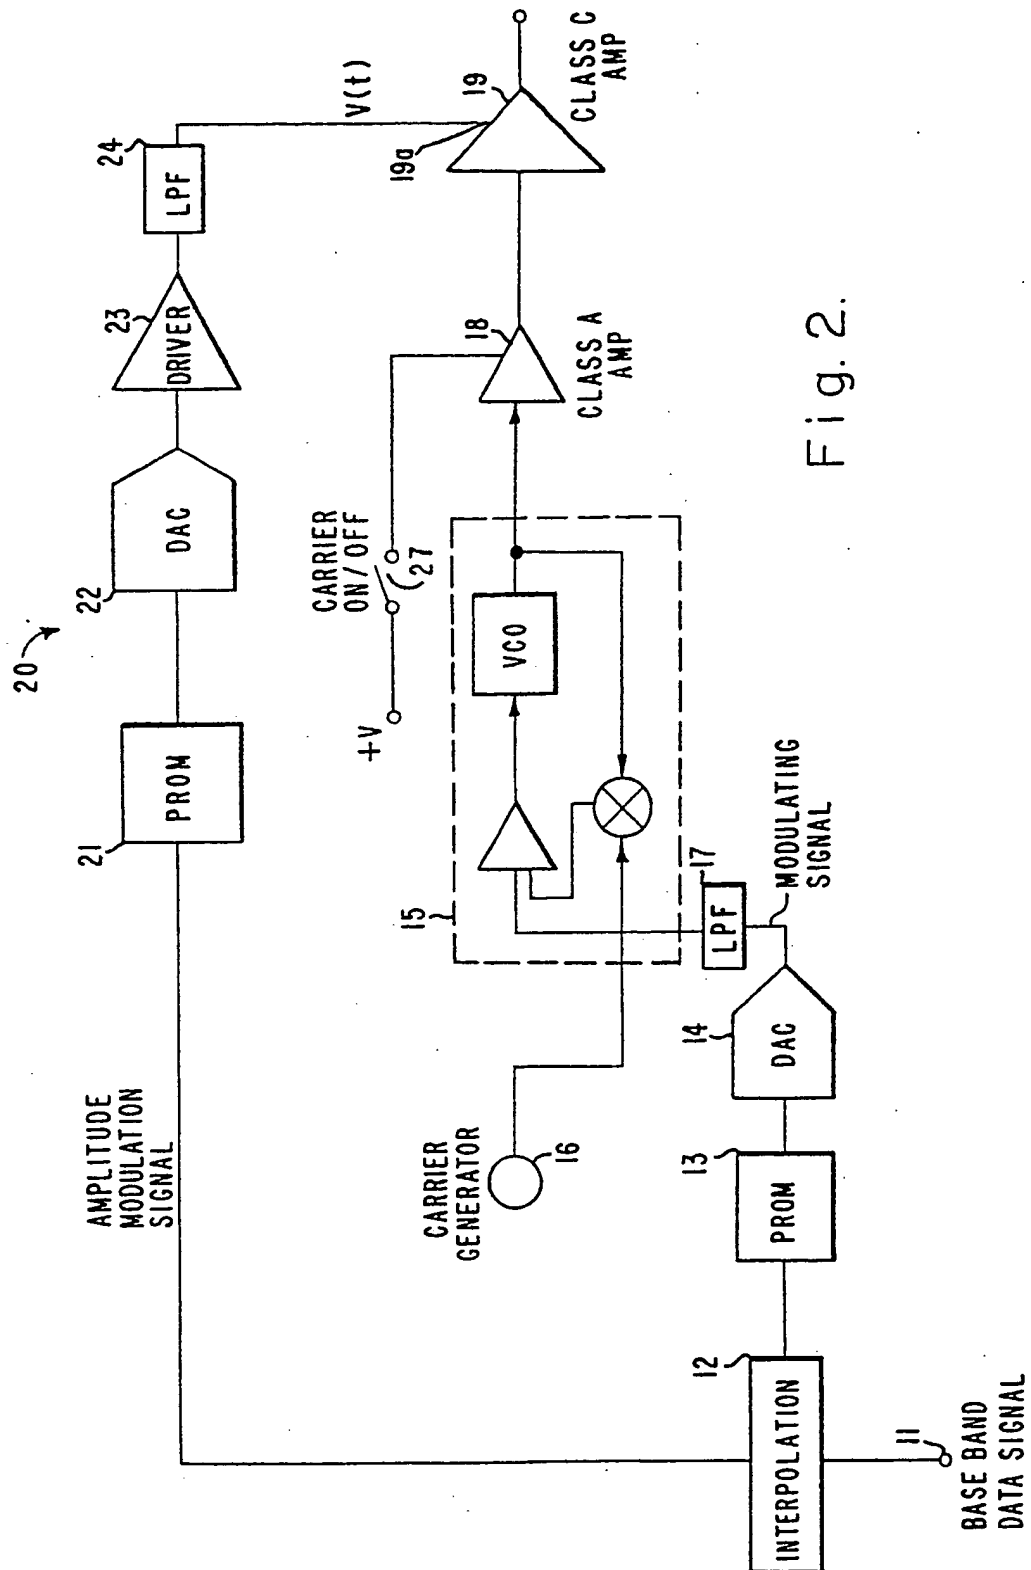 20
21
PROM
22
DAC
23
DRIVER
24
LPF
V(t)
AMPLITUDE
MODULATION
SIGNAL
CARRIER
ON/OFF
27
+V
18
CLASS A
AMP
19
19a
CLASS C
AMP
15
VCO
CARRIER
GENERATOR
16
17
LPF
MODULATING
SIGNAL
14
DAC
13
PROM
12
INTERPOLATION
11
BASE BAND
DATA SIGNAL
Fig. 2.